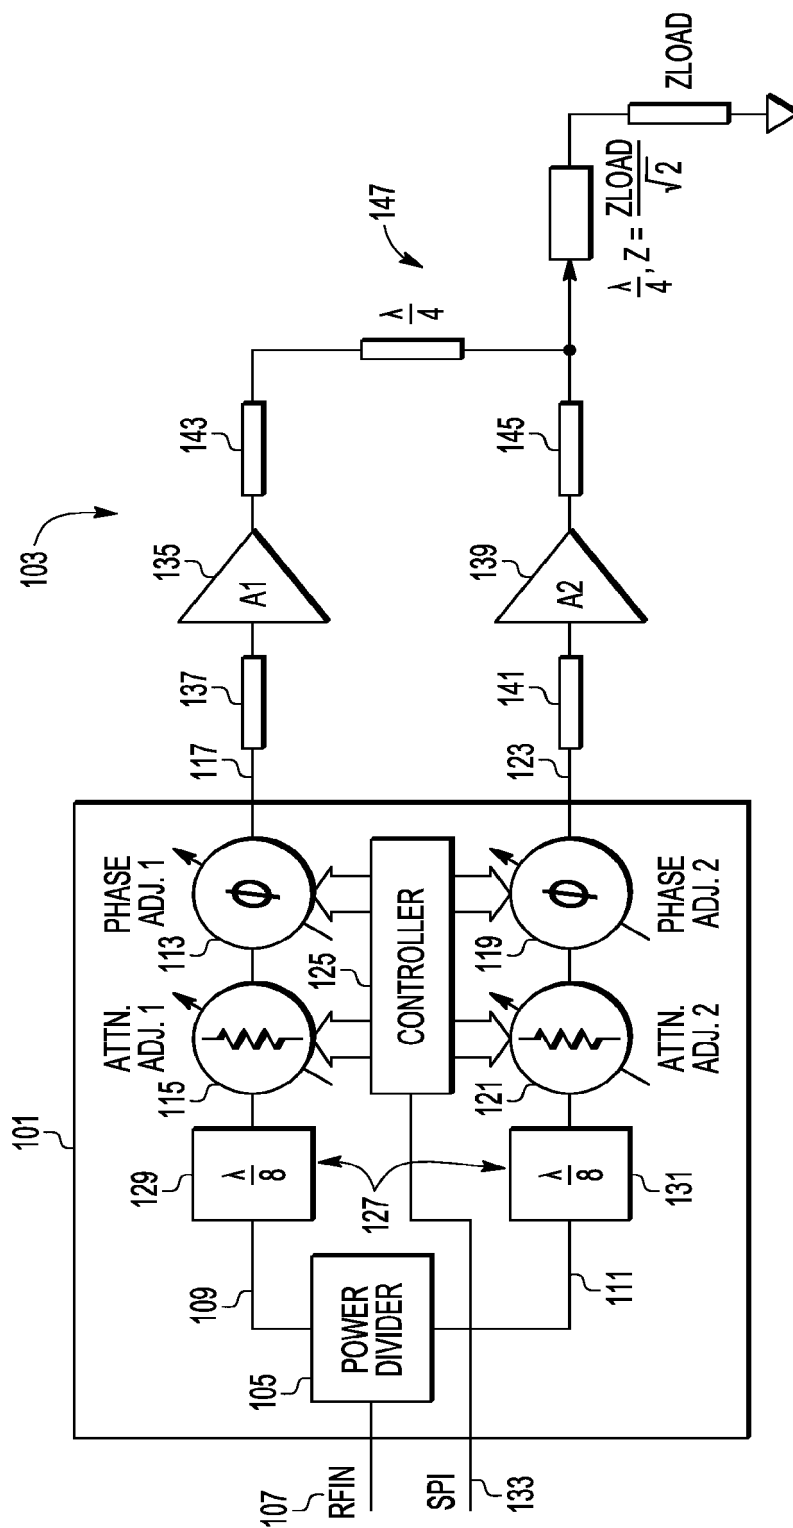 103
147
101
129
109
127
115
ATTN.
ADJ. 1
113
PHASE
ADJ. 1
117
137
135
A1
143
λ/4
λ/8
107
RFIN
105
POWER
DIVIDER
125
CONTROLLER
SPI
133
111
131
λ/8
121
ATTN.
ADJ. 2
119
Φ
Φ
PHASE
ADJ. 2
123
141
139
A2
145
λ/4, Z = ZLOAD/√2
ZLOAD